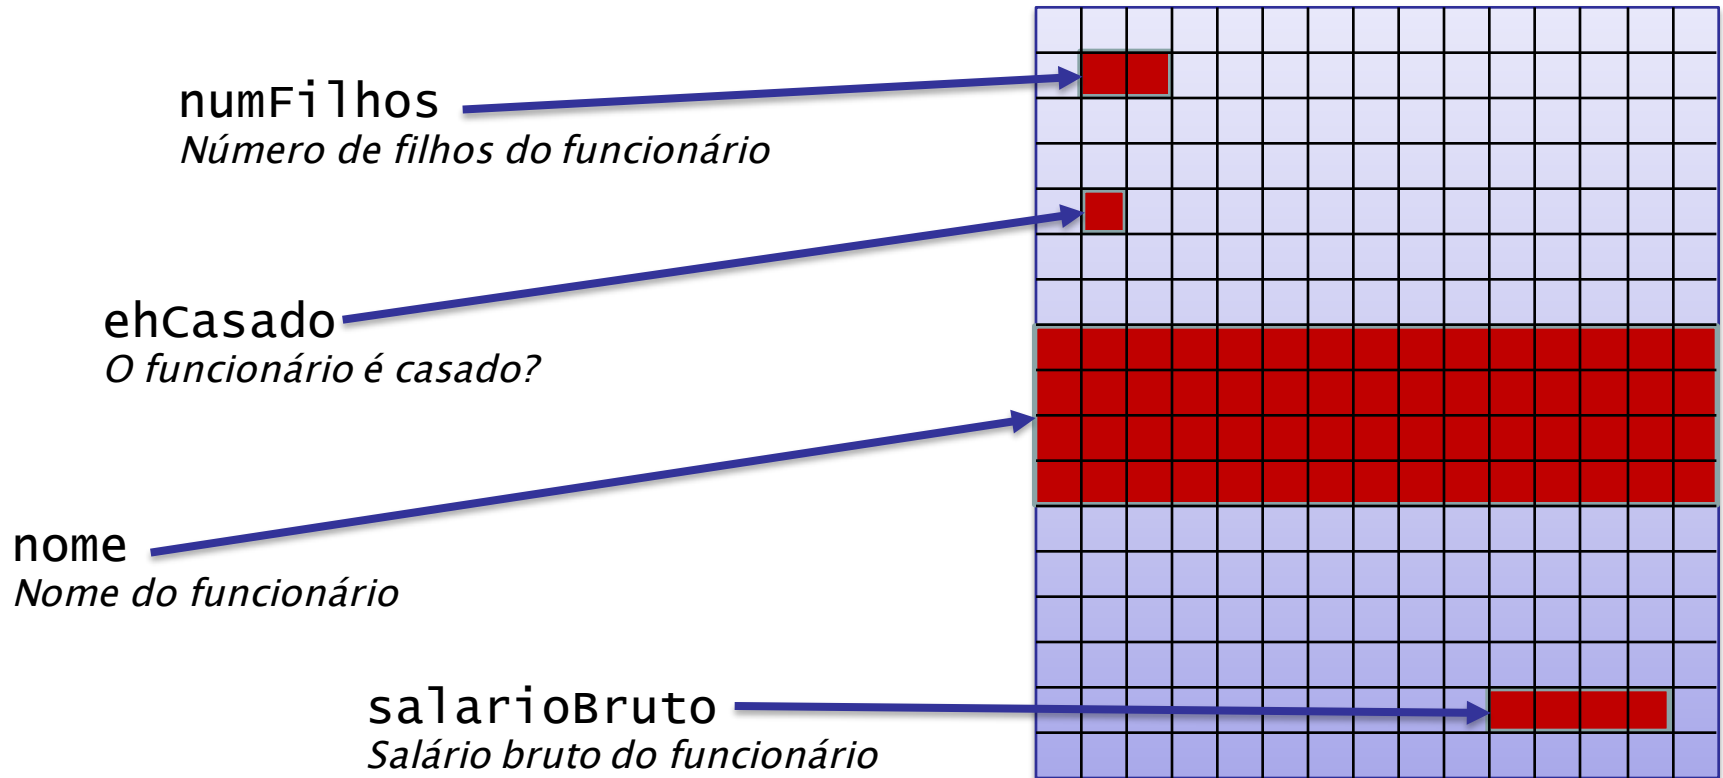 numFilhos
Número de filhos do funcionário
ehCasado
O funcionário é casado?
nome
Nome do funcionário
salarioBruto
Salário bruto do funcionário